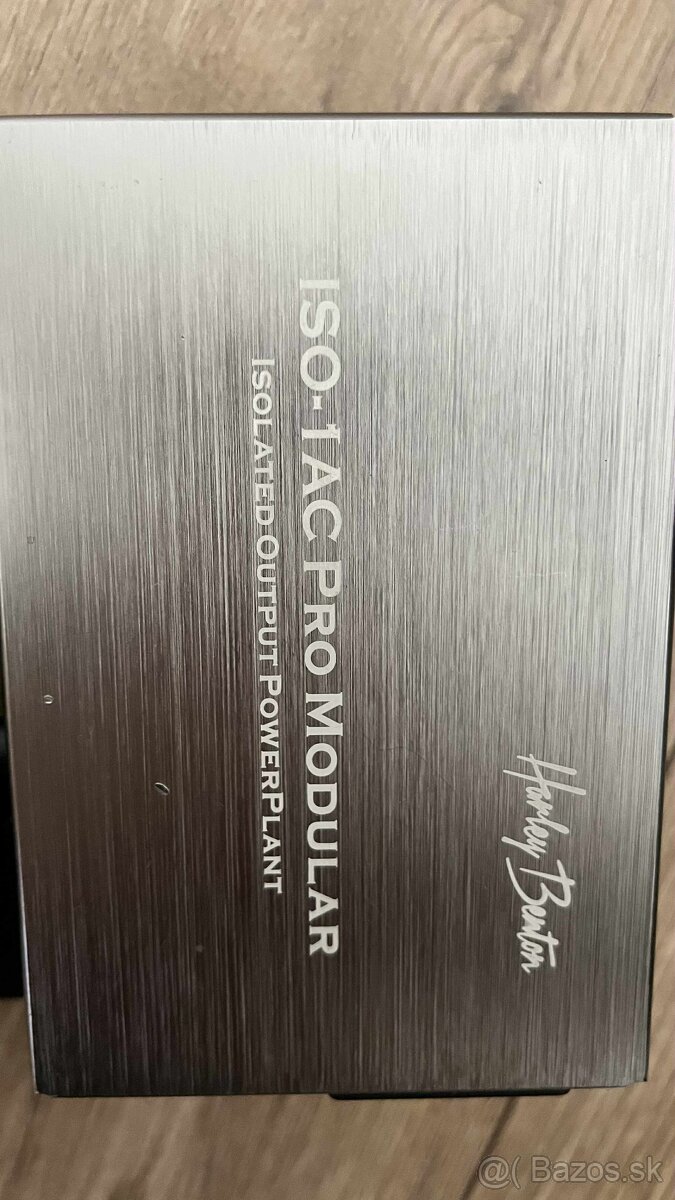 Harley Benton
ISO-1AC PRO MODULAR
ISOLATED OUTPUT POWERPLANT
@( Bazos.sk